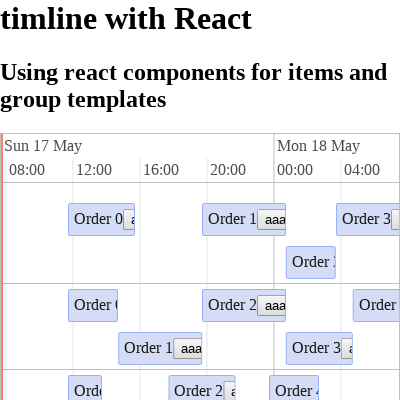 timline with React
Using react components for items and
group templates
Sun 17 May
Mon 18 May
08:00
12:00
16:00
20:00
00:00
04:00
Order 0
Order 1 aaa
Order 3
Order
Order
Order 2 aaa
Order
Order 1 aaa
Order 3
Order 2